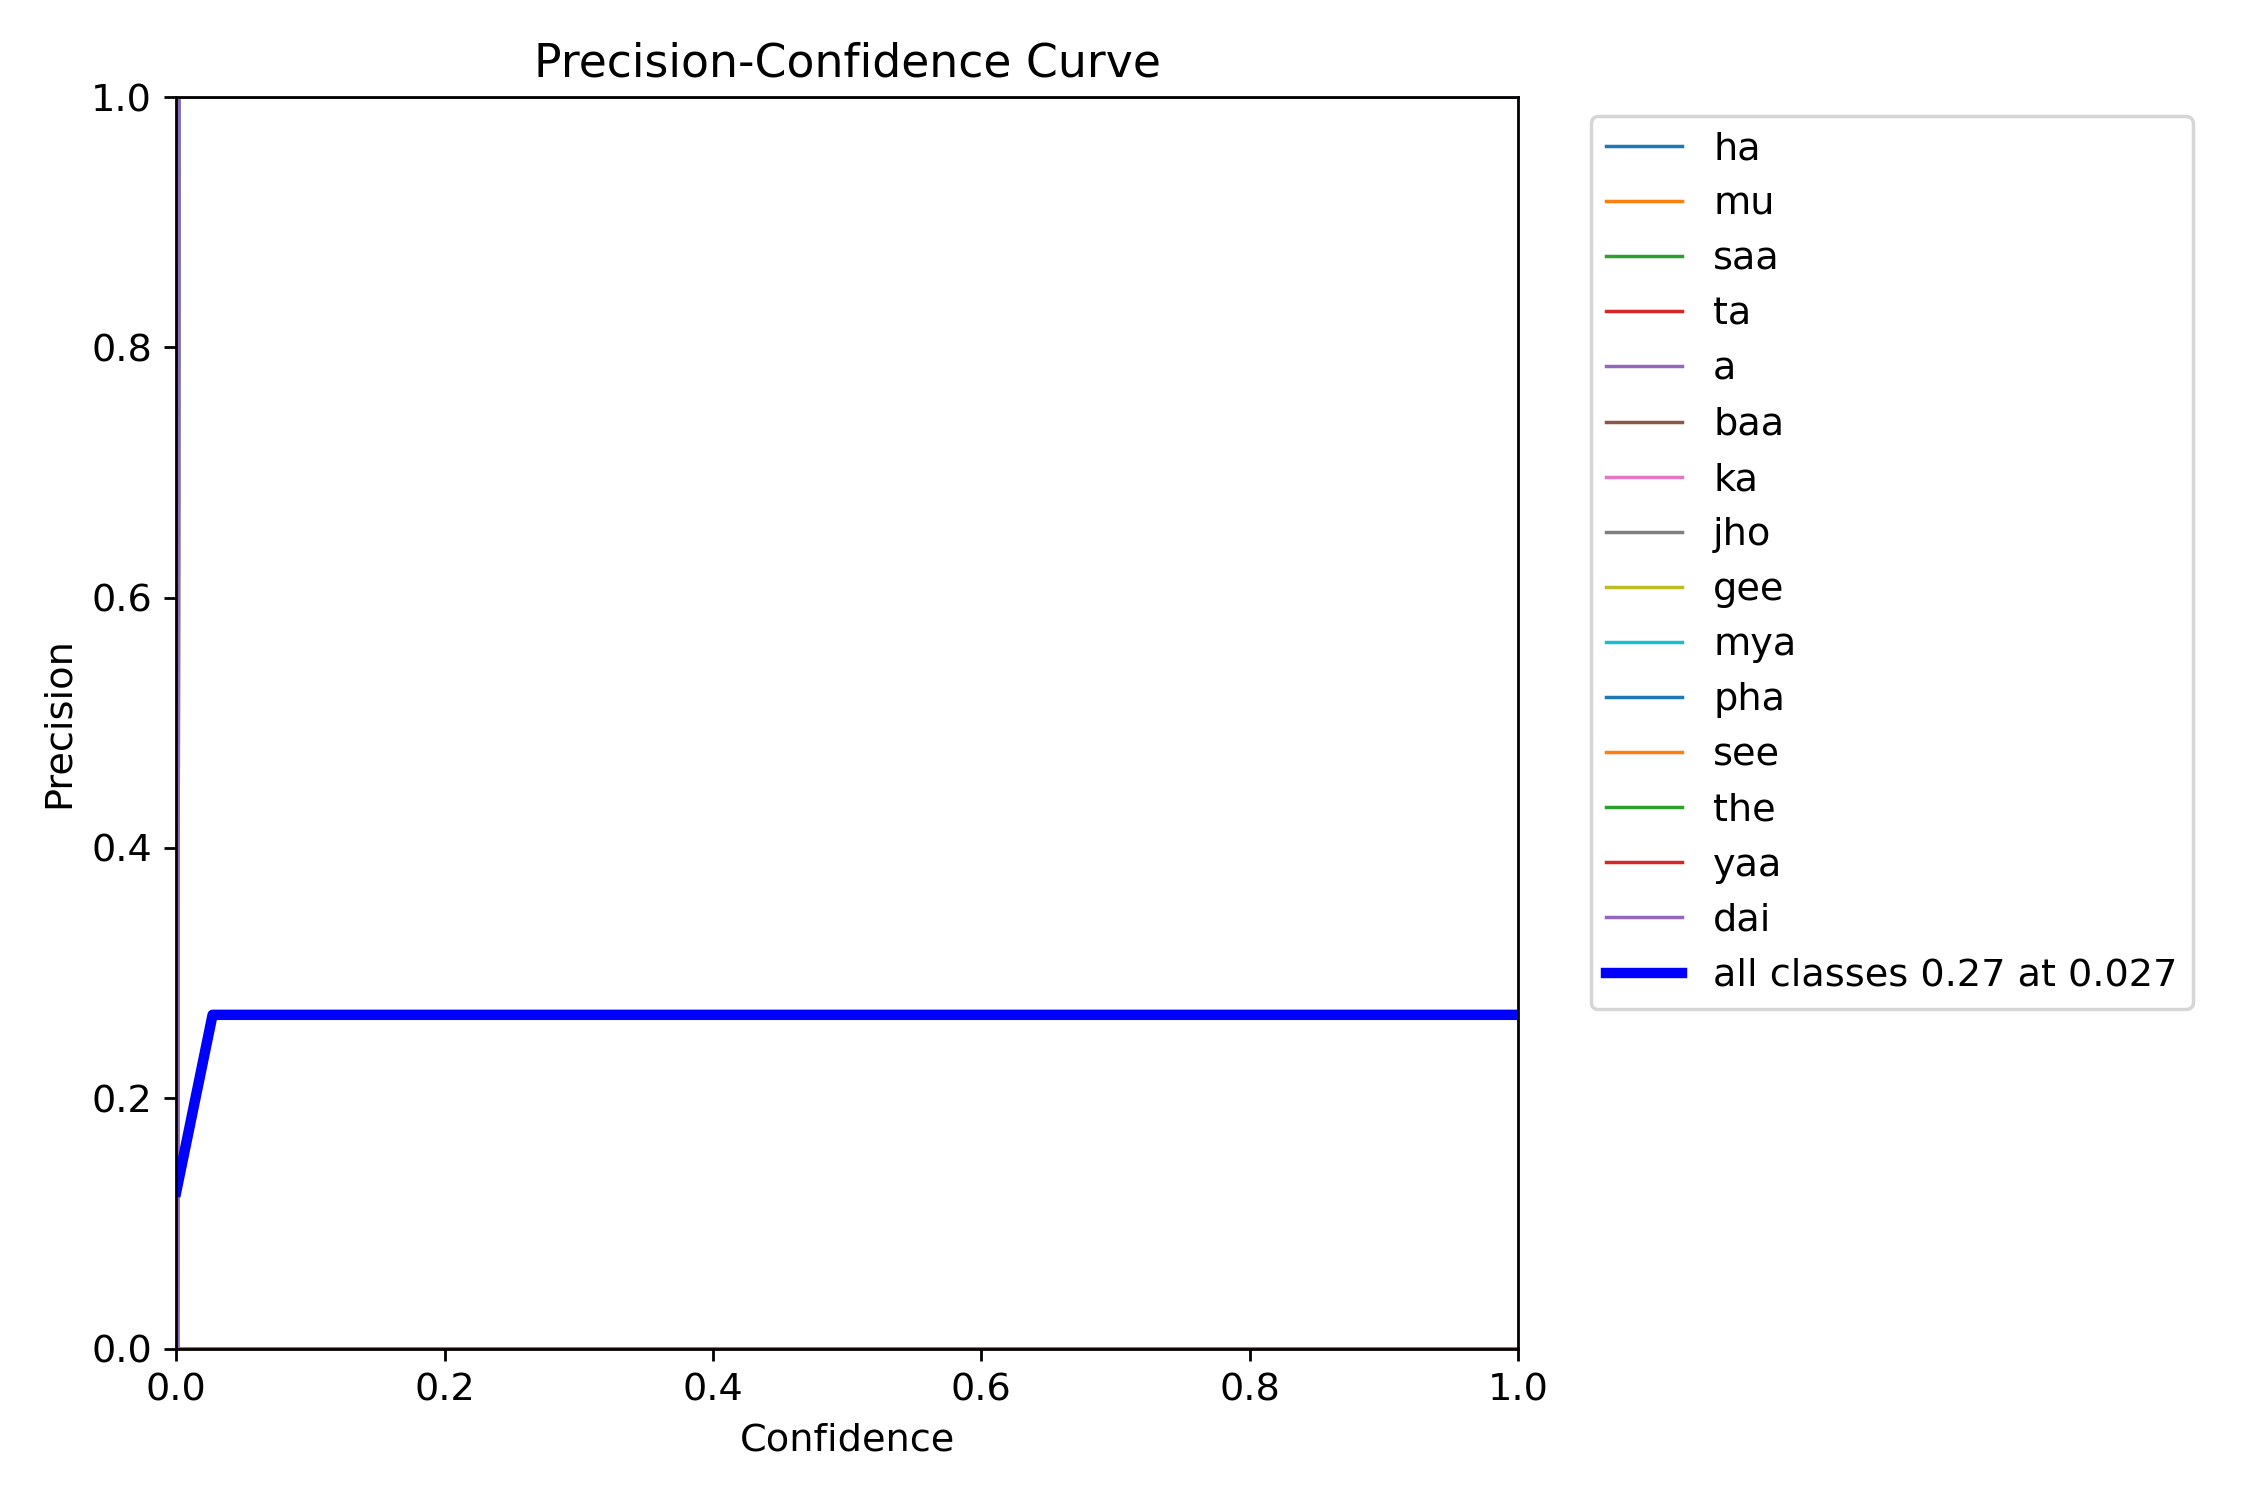 Precision-Confidence Curve
1.0
0.8
0.6
0.4
0.2
0.0
Precision
0.0 0.2 0.4 0.6 0.8 1.0
Confidence
ha
mu
saa
ta
a
baa
ka
jho
gee
mya
pha
see
the
yaa
dai
all classes 0.27 at 0.027